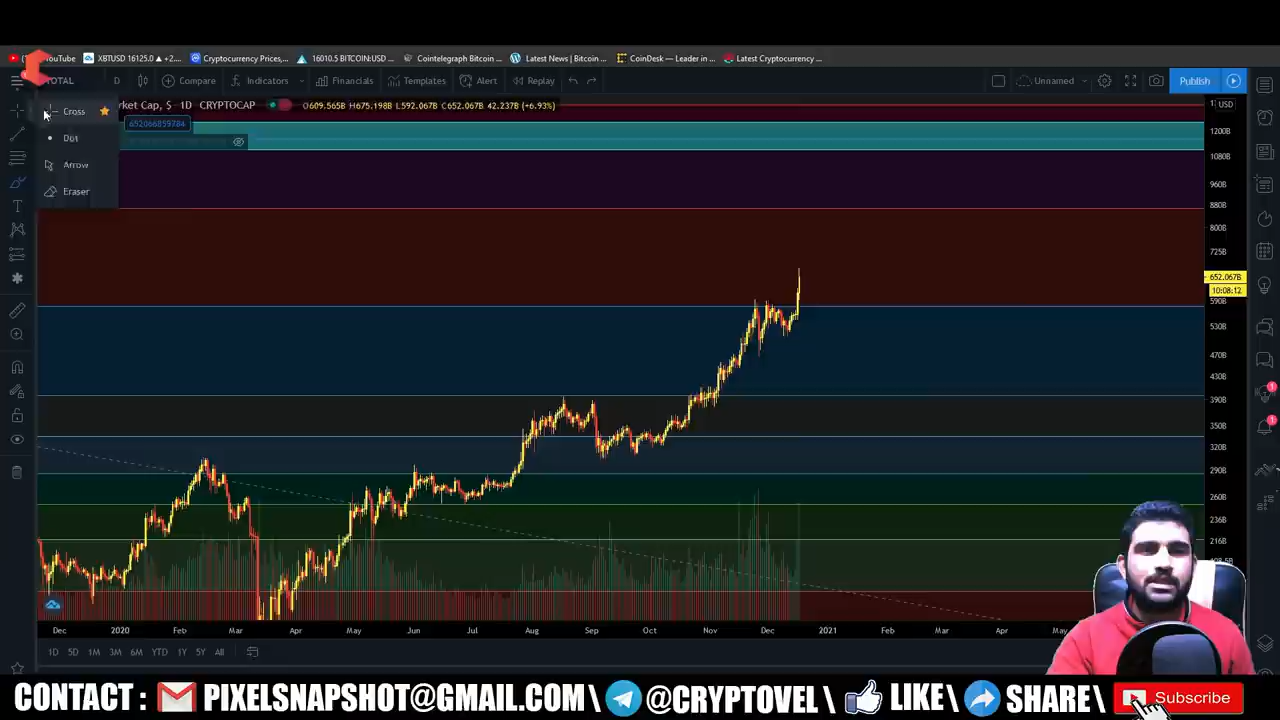 YouTube
XBTUSD 16125.0 ▲ +2....
Cryptocurrency Prices,...
16010.5 BITCOIN:USD ...
Cointelegraph Bitcoin ...
Latest News | Bitcoin ...
CoinDesk — Leader in ...
Latest Cryptocurrency ...
TOTAL
D
Compare
Indicators
Financials
Templates
Alert
Replay
Unnamed
Publish
rket Cap, $
1D
CRYPTOCAP
O609.565B H675.198B L592.067B C652.067B 42.237B (+6.93%)
652066859784
Cross
Dot
Arrow
Eraser
USD
1200B
1080B
960B
880B
800B
725B
652.067B
10:08:12
590B
530B
470B
430B
390B
350B
320B
290B
260B
236B
216B
Dec
2020
Feb
Mar
Apr
May
Jun
Jul
Aug
Sep
Oct
Nov
Dec
2021
Feb
Mar
Apr
May
1D 5D 1M 3M 6M YTD 1Y 5Y All
CONTACT : PIXELSNAPSHOT@GMAIL.COM \ @CRYPTOVEL \ LIKE\ SHARE\ Subscribe